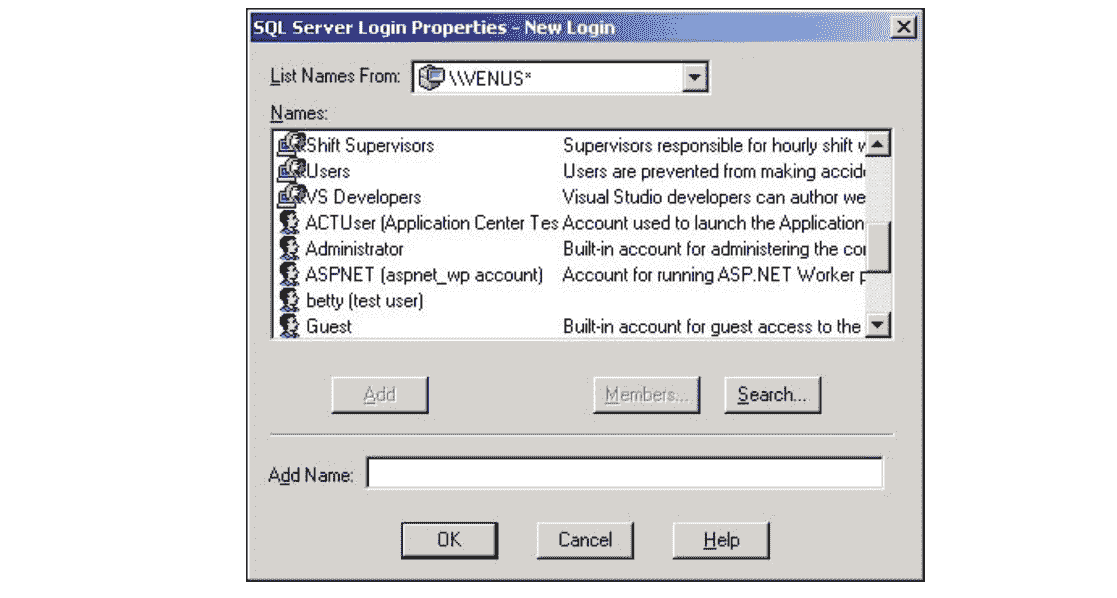 SQL Server Login Properties - New Login
List Names From: \\VENUS*
Names:
Shift Supervisors Supervisors responsible for hourly shift
Users Users are prevented from making
VS Developers Visual Studio developers can author we
ACTUser (Application Center Tes Account used to launch the Application
Administrator Built-in account for administering the
ASPNET (aspnet_wp account) Account for running ASP.NET Worker
betty (test user)
Guest Built-in account for guest access to the
Add Members... Search...
Add Name:
OK Cancel Help